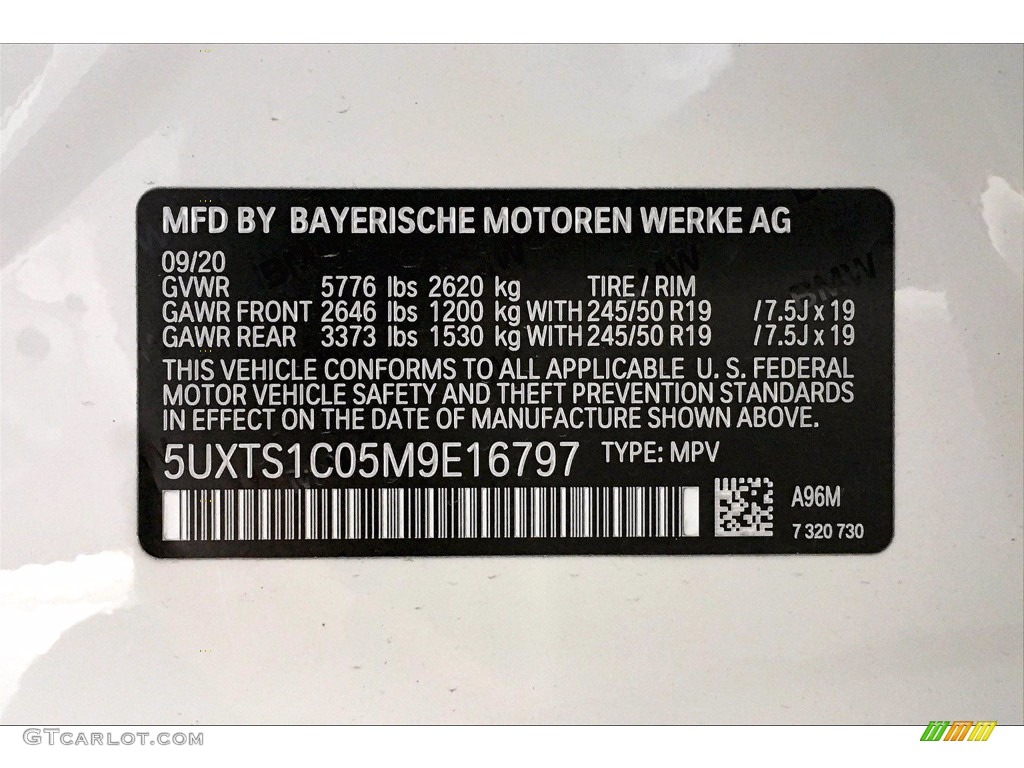 MFD BY BAYERISCHE MOTOREN WERKE AG
09/20
GVWR 5776 lbs 2620 kg TIRE / RIM
GAWR FRONT 2646 lbs 1200 kg WITH 245/50 R19 / 7.5J x 19
GAWR REAR 3373 lbs 1530 kg WITH 245/50 R19 / 7.5J x 19
THIS VEHICLE CONFORMS TO ALL APPLICABLE U. S. FEDERAL
MOTOR VEHICLE SAFETY AND THEFT PREVENTION STANDARDS
IN EFFECT ON THE DATE OF MANUFACTURE SHOWN ABOVE.
5UXTS1C05M9E16797 TYPE: MPV
A96M
7 320 730
GTcarlot.com